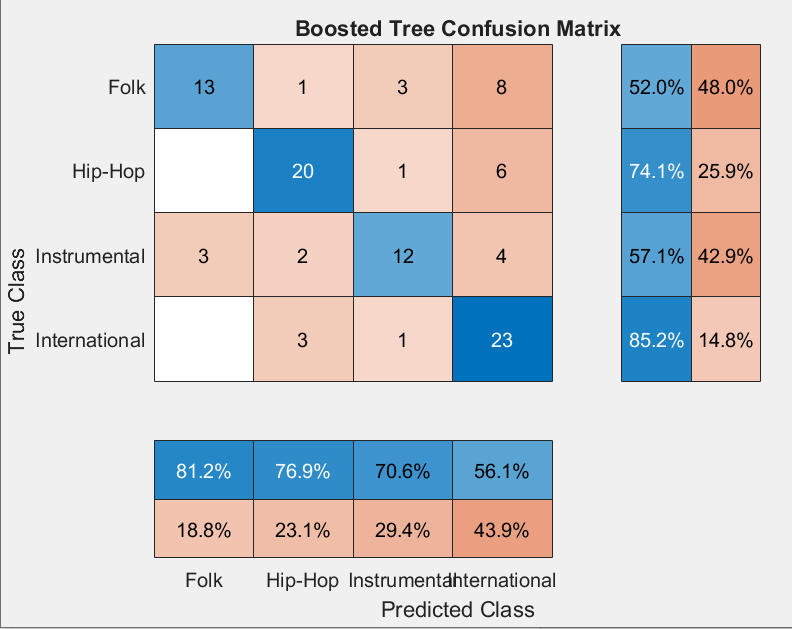 Boosted Tree Confusion Matrix
Folk 13 1 3 8 52.0% 48.0%
Hip-Hop 20 1 6 74.1% 25.9%
Instrumental 3 2 12 4 57.1% 42.9%
International 3 1 23 85.2% 14.8%
True Class
81.2% 76.9% 70.6% 56.1%
18.8% 23.1% 29.4% 43.9%
Folk Hip-Hop Instrumental International
Predicted Class